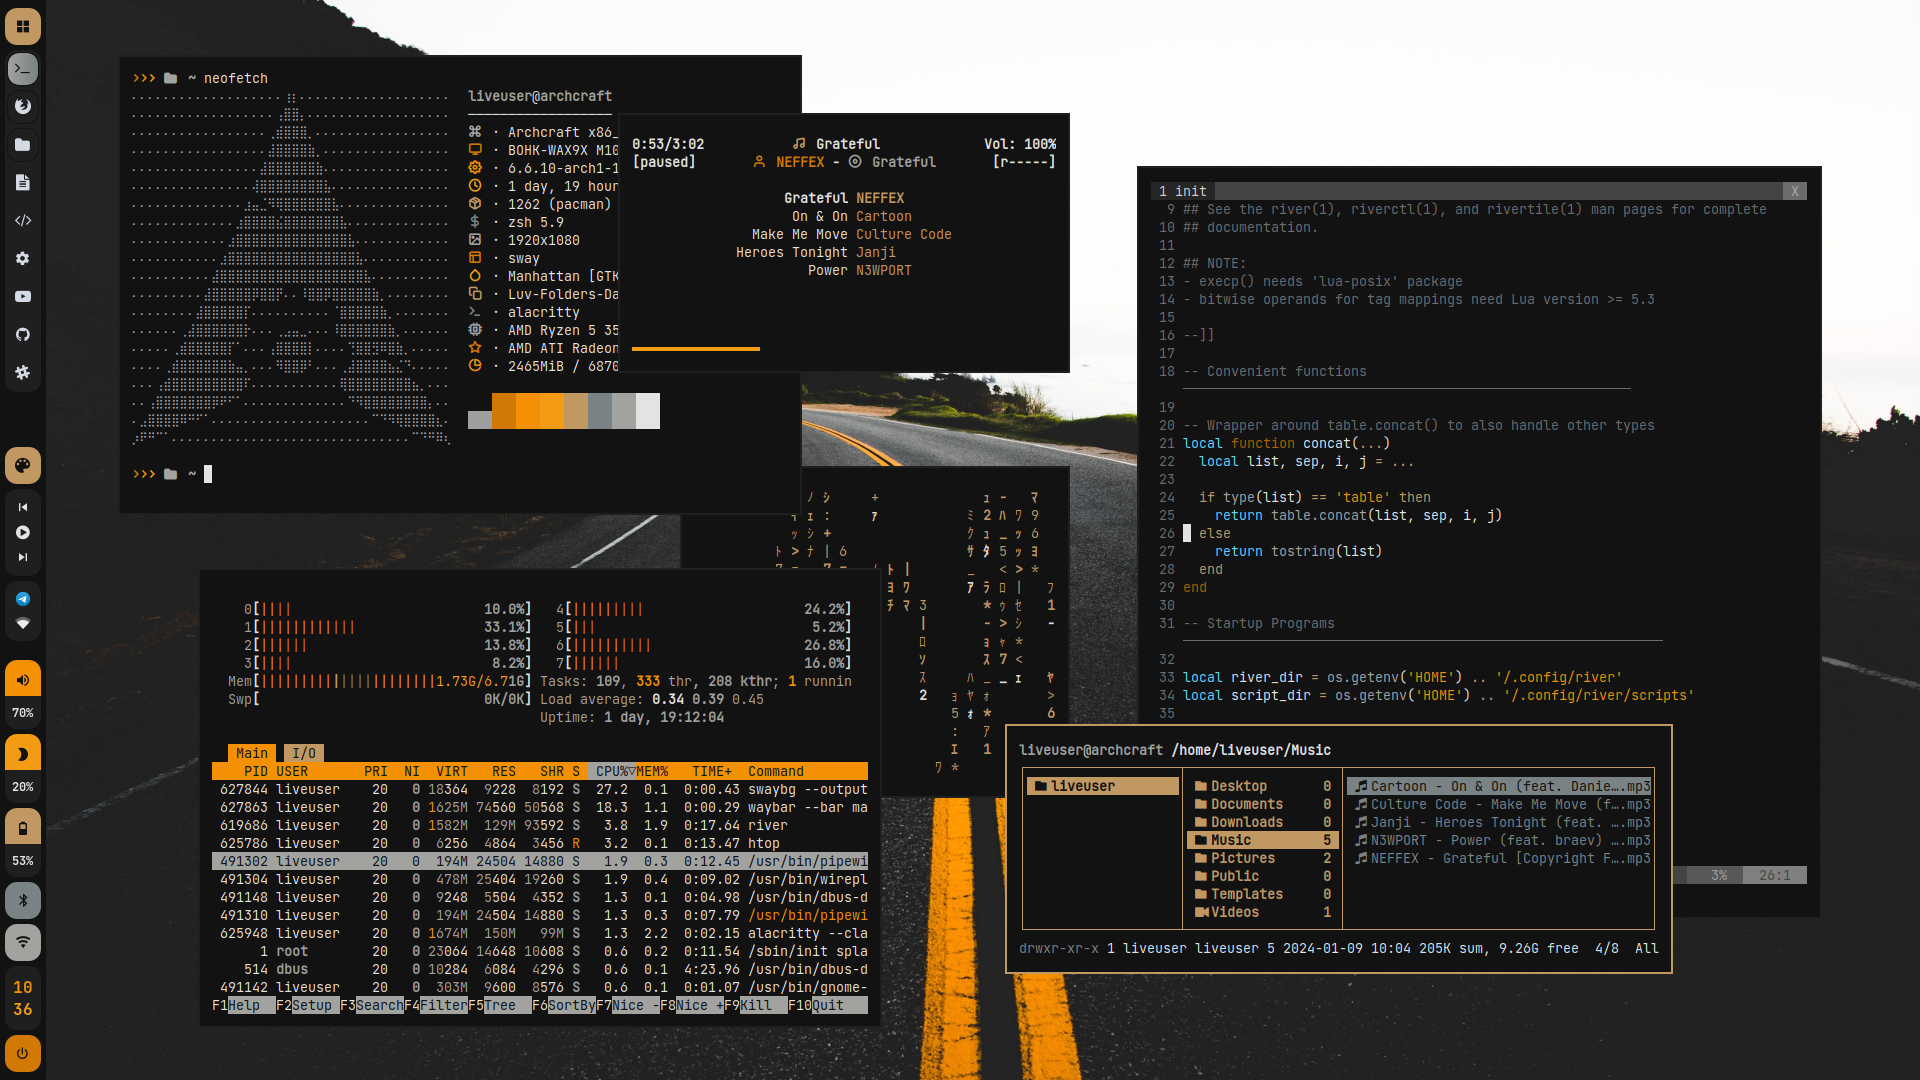 >>> ~ neofetch
liveuser@archcraft
· Archcraft x86_
· BOHK-WAX9X M10
· 6.6.10-arch1-1
· 1 day, 19 hour
· 1262 (pacman)
· zsh 5.9
· 1920x1080
· sway
· Manhattan [GTK
· Luv-Folders-Da
· alacritty
· AMD Ryzen 5 35
· AMD ATI Radeon
· 2465MiB / 6870
>>> ~
0:53/3:02 Grateful Vol: 100%
[paused] NEFFEX - Grateful [r-----]
Grateful NEFFEX
On & On Cartoon
Make Me Move Culture Code
Heroes Tonight Janji
Power N3WPORT
1 init X
9 ## See the river(1), riverctl(1), and rivertile(1) man pages for complete
10 ## documentation.
11
12 ## NOTE:
13 - execp() needs 'lua-posix' package
14 - bitwise operands for tag mappings need Lua version >= 5.3
15
16 --]]
17
18 -- Convenient functions
19
20 -- Wrapper around table.concat() to also handle other types
21 local function concat(...)
22 local list, sep, i, j = ...
23
24 if type(list) == 'table' then
25 return table.concat(list, sep, i, j)
26 else
27 return tostring(list)
28 end
29 end
30
31 -- Startup Programs
32
33 local river_dir = os.getenv('HOME') .. '/.config/river'
34 local script_dir = os.getenv('HOME') .. '/.config/river/scripts'
35
3% 26:1
0[|||| 10.0%] 4[||||||||| 24.2%]
1[|||||||||||| 33.1%] 5[||| 5.2%]
2[|||||| 13.8%] 6[|||||||||| 26.8%]
3[|||| 8.2%] 7[|||||| 16.0%]
Mem[||||||||||||||||||||||1.73G/6.71G] Tasks: 109, 333 thr, 208 kthr; 1 runnin
Swp[ 0K/0K] Load average: 0.34 0.39 0.45
Uptime: 1 day, 19:12:04
Main I/O
PID USER PRI NI VIRT RES SHR S CPU%▽MEM% TIME+ Command
627844 liveuser 20 0 18364 9228 8192 S 27.2 0.1 0:00.43 swaybg --output
627863 liveuser 20 0 1625M 74560 50568 S 18.3 1.1 0:00.29 waybar --bar ma
619686 liveuser 20 0 1582M 129M 93592 S 3.8 1.9 0:17.64 river
625786 liveuser 20 0 6256 4864 3456 R 3.2 0.1 0:13.47 htop
491302 liveuser 20 0 194M 24504 14880 S 1.9 0.3 0:12.45 /usr/bin/pipewi
491304 liveuser 20 0 478M 25404 19260 S 1.9 0.4 0:09.02 /usr/bin/wirepl
491148 liveuser 20 0 9248 5504 4352 S 1.3 0.1 0:04.98 /usr/bin/dbus-d
491310 liveuser 20 0 194M 24504 14880 S 1.3 0.3 0:07.79 /usr/bin/pipewi
625948 liveuser 20 0 1674M 150M 99M S 1.3 2.2 0:02.15 alacritty --cla
1 root 20 0 23064 14648 10608 S 0.6 0.2 0:11.54 /sbin/init spla
514 dbus 20 0 10284 6084 4296 S 0.6 0.1 4:23.96 /usr/bin/dbus-d
491142 liveuser 20 0 303M 9600 8576 S 0.6 0.1 0:01.07 /usr/bin/gnome-
F1Help F2Setup F3SearchF4FilterF5Tree F6SortByF7Nice -F8Nice +F9Kill F10Quit
liveuser@archcraft /home/liveuser/Music
liveuser
Desktop 0
Documents 0
Downloads 0
Music 5
Pictures 2
Public 0
Templates 0
Videos 1
Cartoon - On & On (feat. Danie….mp3
Culture Code - Make Me Move (f….mp3
Janji - Heroes Tonight (feat. ….mp3
N3WPORT - Power (feat. braev) ….mp3
NEFFEX - Grateful [Copyright F….mp3
drwxr-xr-x 1 liveuser liveuser 5 2024-01-09 10:04 205K sum, 9.26G free 4/8 All
70%
20%
53%
10
36